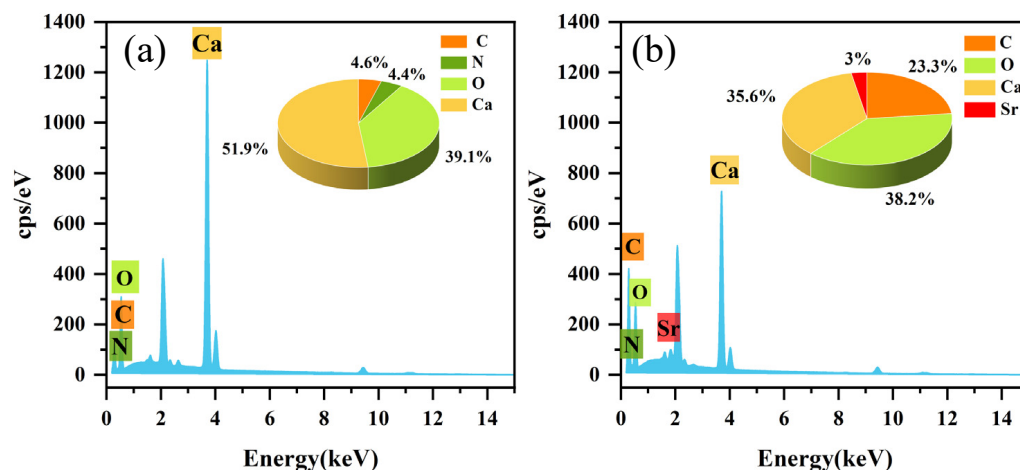 (a)
1400
1200
1000
800
600
400
200
0
cps/eV
0 2 4 6 8 10 12 14
Energy(keV)
Ca
O
C
N
C
N
O
Ca
4.6%
4.4%
39.1%
51.9%
(b)
1400
1200
1000
800
600
400
200
0
cps/eV
0 2 4 6 8 10 12 14
Energy(keV)
Ca
C
O
N
Sr
C
O
Ca
Sr
3%
23.3%
35.6%
38.2%